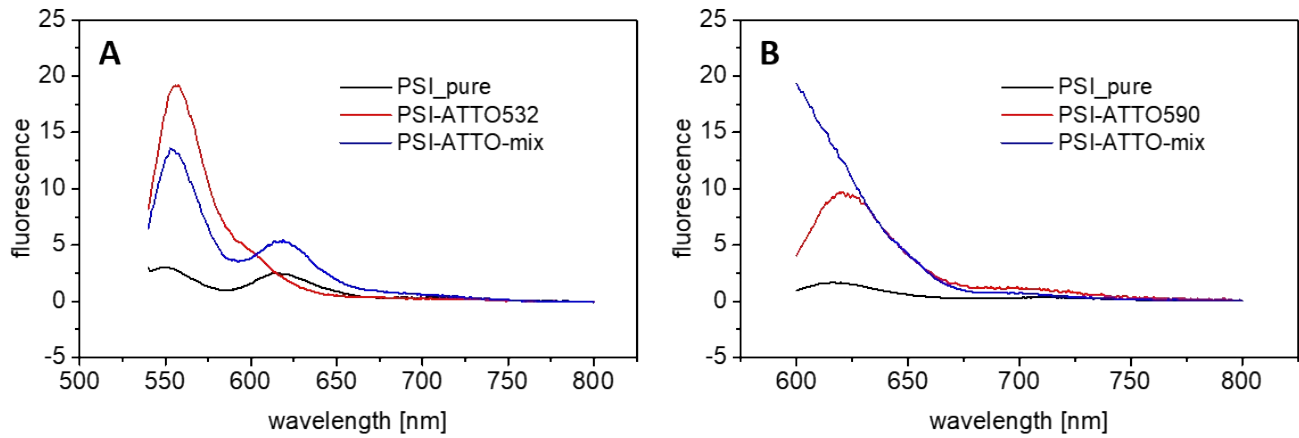 A
PSI_pure
PSI-ATTO532
PSI-ATTO-mix
fluorescence
25
20
15
10
5
0
-5
500 550 600 650 700 750 800
wavelength [nm]
B
PSI_pure
PSI-ATTO590
PSI-ATTO-mix
fluorescence
25
20
15
10
5
0
-5
600 650 700 750 800
wavelength [nm]